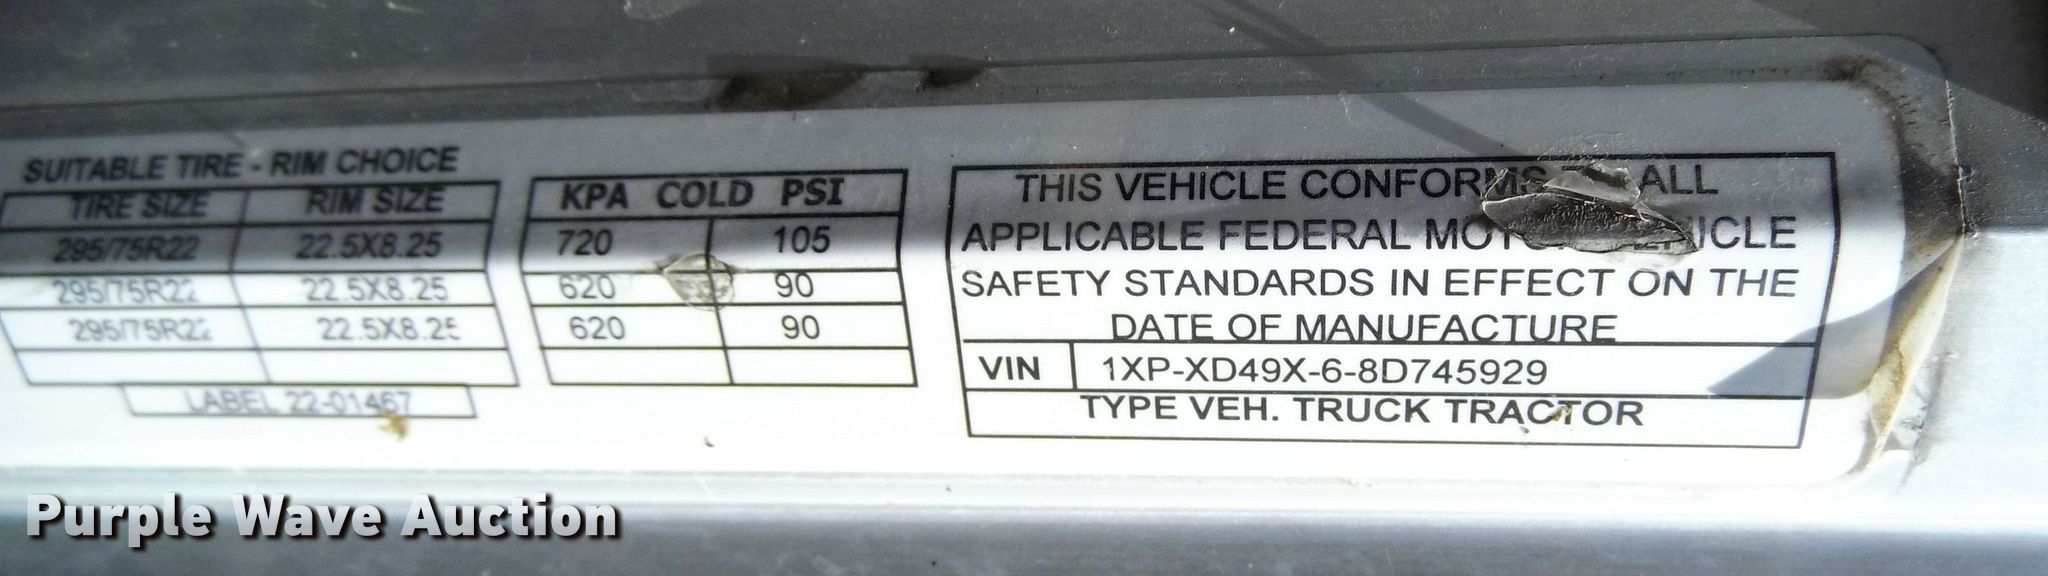 SUITABLE TIRE - RIM CHOICE
TIRE SIZE RIM SIZE
295/75R22 22.5X8.25
295/75R22 22.5X8.25
295/75R22 22.5X8.25
LABEL 22-01467
KPA COLD PSI
720 105
620 90
620 90
THIS VEHICLE CONFORMS ALL
APPLICABLE FEDERAL MOTOR VEHICLE
SAFETY STANDARDS IN EFFECT ON THE
DATE OF MANUFACTURE
VIN 1XP-XD49X-6-8D745929
TYPE VEH. TRUCK TRACTOR
Purple Wave Auction